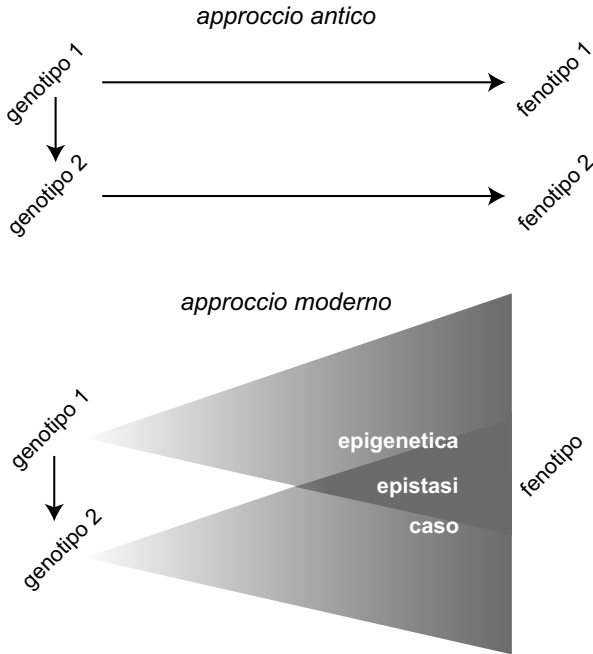 approccio antico
genotipo 1
fenotipo 1
genotipo 2
fenotipo 2
approccio moderno
genotipo 1
epigenetica
epistasi
caso
fenotipo
genotipo 2